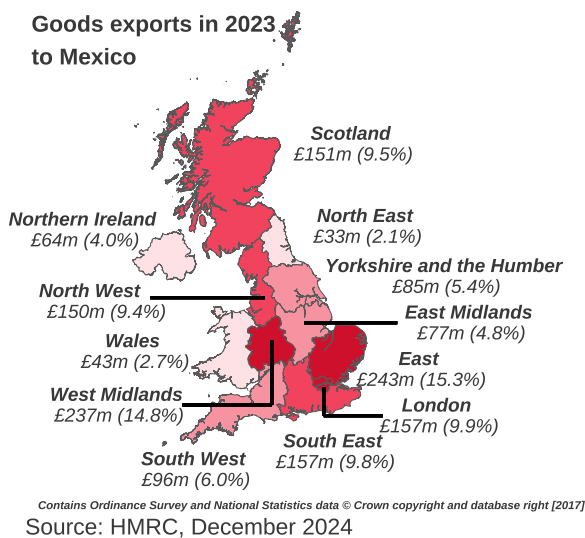 Goods exports in 2023
to Mexico
Scotland
£151m (9.5%)
Northern Ireland
£64m (4.0%)
North East
£33m (2.1%)
Yorkshire and the Humber
£85m (5.4%)
North West
£150m (9.4%)
East Midlands
£77m (4.8%)
Wales
£43m (2.7%)
East
£243m (15.3%)
West Midlands
£237m (14.8%)
London
£157m (9.9%)
South East
£157m (9.8%)
South West
£96m (6.0%)
Contains Ordinance Survey and National Statistics data © Crown copyright and database right [2017]
Source: HMRC, December 2024